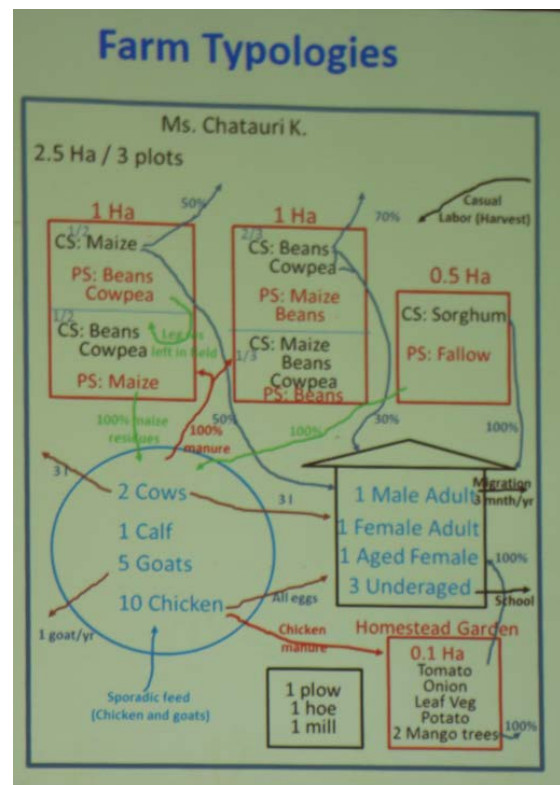 Farm Typologies
Ms. Chatauri K.
2.5 Ha / 3 plots
1 Ha
50%
1/2
CS: Maize
PS: Beans
Cowpea
1/2
CS: Beans
Cowpea
left in field
PS: Maize
1 Ha
70%
2/3
CS: Beans
Cowpea
PS: Maize
Beans
CS: Maize
1/3
Beans
Cowpea
PS: Beans
Casual
Labor (Harvest)
0.5 Ha
CS: Sorghum
PS: Fallow
100% maize
residues
100%
manure
50%
100%
30%
100%
3 l
2 Cows
1 Calf
5 Goats
10 Chicken
3 l
All eggs
1 goat/yr
Chicken
manure
Sporadic feed
(Chicken and goats)
1 Male Adult
1 Female Adult
1 Aged Female
3 Underaged
Migration
3 mnth/yr
100%
School
1 plow
1 hoe
1 mill
Homestead Garden
0.1 Ha
Tomato
Onion
Leaf Veg
Potato
2 Mango trees
100%